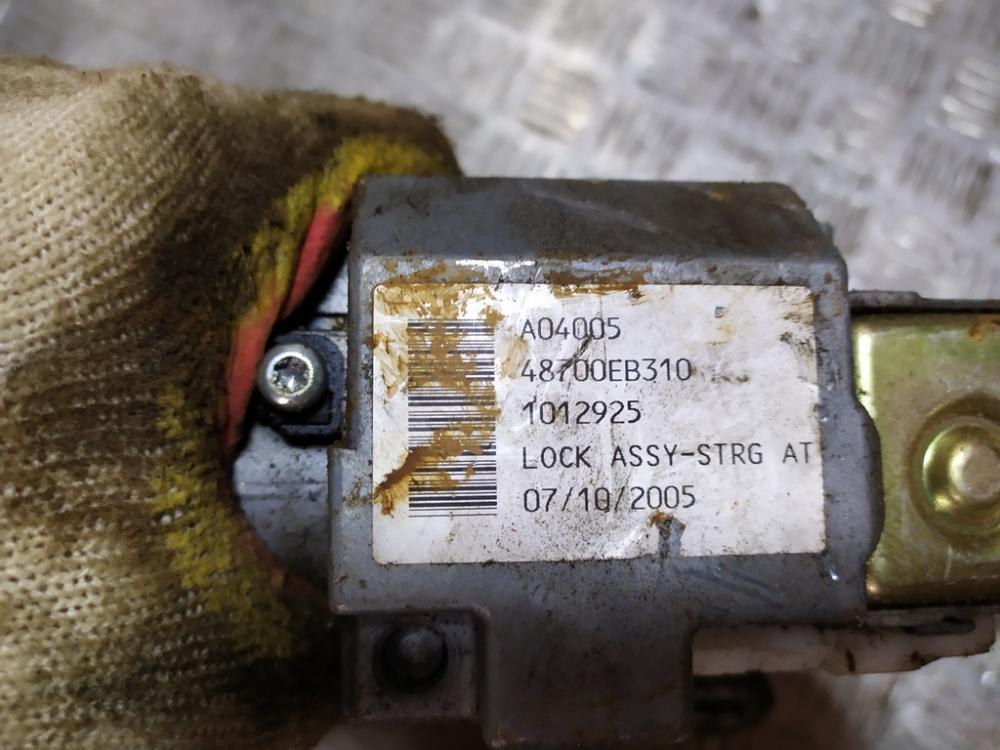 A04005
48700EB310
1012925
LOCK ASSY-STRG AT
07/10/2005